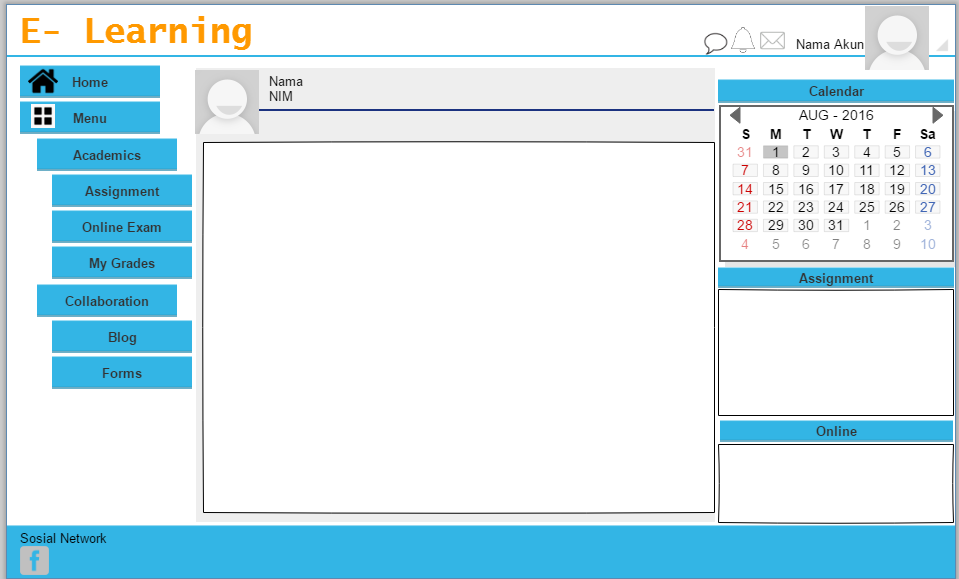 E- Learning
Nama Akun
Home
Menu
Academics
Assignment
Online Exam
My Grades
Collaboration
Blog
Forms
Nama
NIM
Calendar
AUG - 2016
S M T W T F Sa
31 1 2 3 4 5 6
7 8 9 10 11 12 13
14 15 16 17 18 19 20
21 22 23 24 25 26 27
28 29 30 31 1 2 3
4 5 6 7 8 9 10
Assignment
Online
Sosial Network
f